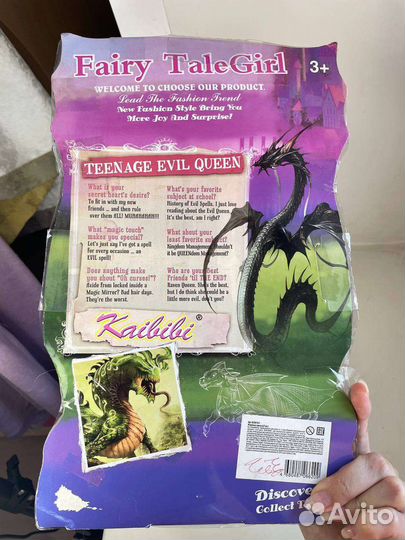 Fairy TaleGirl
3+
WELCOME TO CHOOSE OUR PRODUCT.
Lead The Fashion Trend
New Fashion Style Bring You
More Joy And Surprise!
TEENAGE EVIL QUEEN
What is your
secret heart's desire?
To fit in with my new
friends ... and then rule
over them ALL!
What "magic touch"
makes you special?
Let's just say I've got a spell
for every occasion ... an
EVIL spell!
Does anything make
you about "Oh curses!"?
Aside from locked inside a
Magic Mirror? Bad hair days.
They're the worst.
What's your favorite
subject at school?
History of Evil Spells. I just love
reading about the Evil Queen.
It's the best, am I right?
What about your
least favorite subject?
Kingdom Management. Shouldn't
it be QUEENdom Management?
Who are your best
Friends 'til THE END?
Raven Queen. She's the best,
but I do think she could be
a little more evil, don't you?
Kaibibi®
Discove
Collect T
Avito